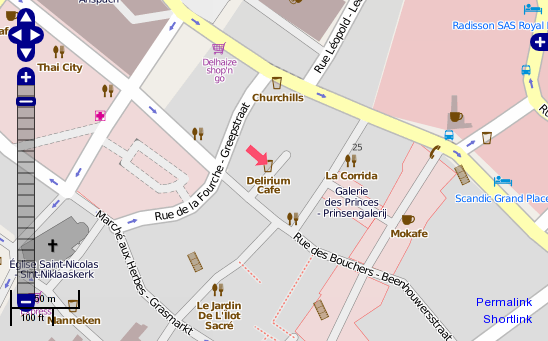 Anspach
Radisson SAS Royal
Rue Léopold - Le
Delhaize
shop'n
go
Thai City
Churchills
Rue de la Fourche - Greepstraat
25
Delirium
Cafe
La Corrida
Galerie
des Princes
- Prinsengalerij
Scandic Grand Place
Mokafe
Marché aux Herbes - Grasmarkt
Rue des Bouchers - Beenhouwersstraat
Église Saint-Nicolas
- Sint-Niklaaskerk
Le Jardin
De L'Ilot
Sacré
50 m
100 ft
Manneken
Permalink
Shortlink